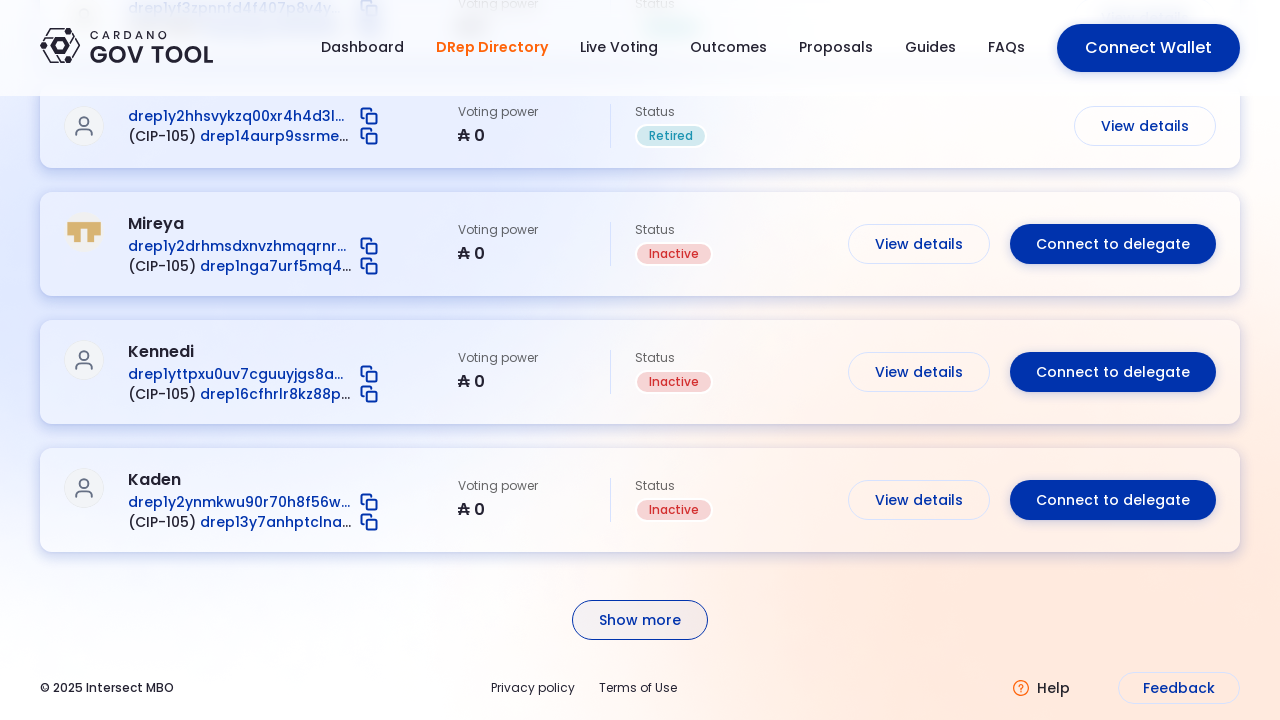 CARDANO
GOV TOOL
Dashboard
DRep Directory
Live Voting
Outcomes
Proposals
Guides
FAQs
Connect Wallet
drep1y2hhsvykzq00xr4h4d3l...
(CIP-105) drep14aurp9ssrme...
Voting power
₳ 0
Status
Retired
View details
Mireya
drep1y2drhmsdxnvzhmqqrnr...
(CIP-105) drep1nga7urf5mq4...
Voting power
₳ 0
Status
Inactive
View details
Connect to delegate
Kennedi
drep1yttpxu0uv7cguuyjgs8a...
(CIP-105) drep16cfhrlr8kz88p...
Voting power
₳ 0
Status
Inactive
View details
Connect to delegate
Kaden
drep1y2ynmkwu90r70h8f56w...
(CIP-105) drep13y7anhptclna...
Voting power
₳ 0
Status
Inactive
View details
Connect to delegate
Show more
© 2025 Intersect MBO
Privacy policy
Terms of Use
Help
Feedback